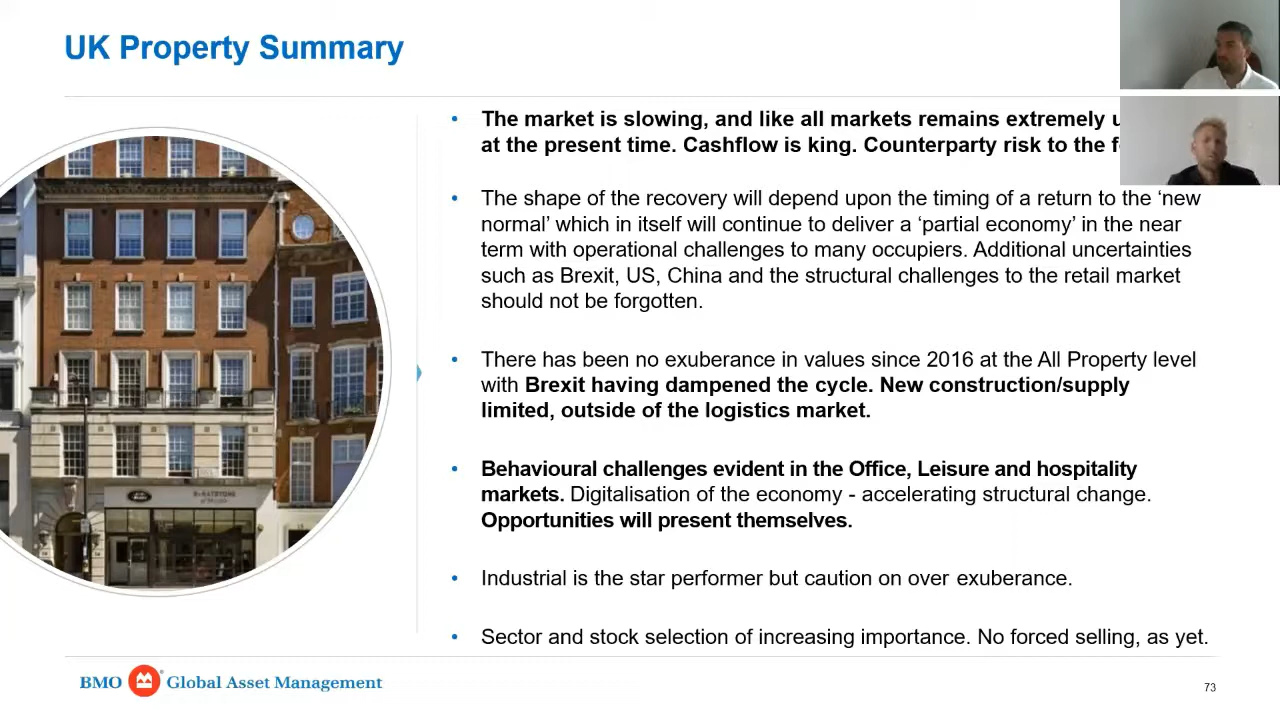 UK Property Summary
• The market is slowing, and like all markets remains extremely
at the present time. Cashflow is king. Counterparty risk to the
• The shape of the recovery will depend upon the timing of a return to the ‘new
normal’ which in itself will continue to deliver a ‘partial economy’ in the near
term with operational challenges to many occupiers. Additional uncertainties
such as Brexit, US, China and the structural challenges to the retail market
should not be forgotten.
• There has been no exuberance in values since 2016 at the All Property level
with Brexit having dampened the cycle. New construction/supply
limited, outside of the logistics market.
• Behavioural challenges evident in the Office, Leisure and hospitality
markets. Digitalisation of the economy - accelerating structural change.
Opportunities will present themselves.
• Industrial is the star performer but caution on over exuberance.
• Sector and stock selection of increasing importance. No forced selling, as yet.
BMO Global Asset Management
73